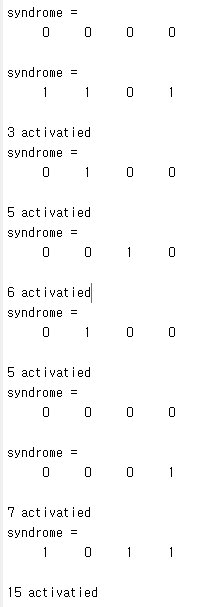 syndrome =
0 0 0 0
syndrome =
1 1 0 1
3 activatied
syndrome =
0 1 0 0
5 activatied
syndrome =
0 0 1 0
6 activatied
syndrome =
0 1 0 0
5 activatied
syndrome =
0 0 0 0
syndrome =
0 0 0 1
7 activatied
syndrome =
1 0 1 1
15 activatied